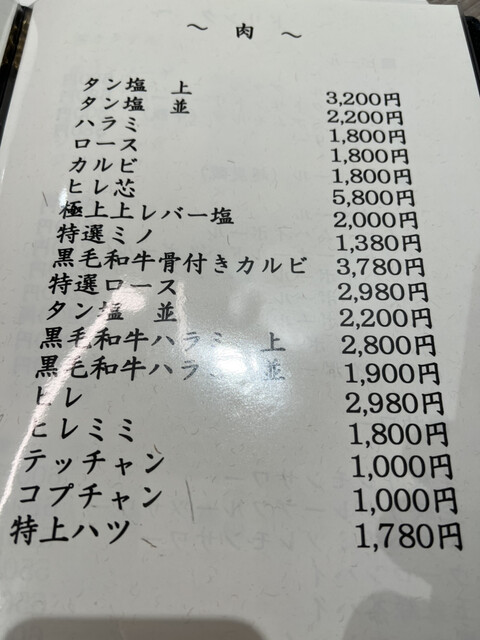 ～ 肉 ～
タン塩 上 3,200円
タン塩 並 2,200円
ハラミ 1,800円
ロース 1,800円
カルビ 1,800円
ヒレ芯 5,800円
極上上レバー塩 2,000円
特選ミノ 1,380円
黒毛和牛骨付きカルビ 3,780円
特選ロース 2,980円
タン塩 並 2,200円
黒毛和牛ハラミ 上 2,800円
黒毛和牛ハラミ 並 1,900円
ヒレ 2,980円
ヒレミミ 1,800円
テッチャン 1,000円
コプチャン 1,000円
特上ハツ 1,780円